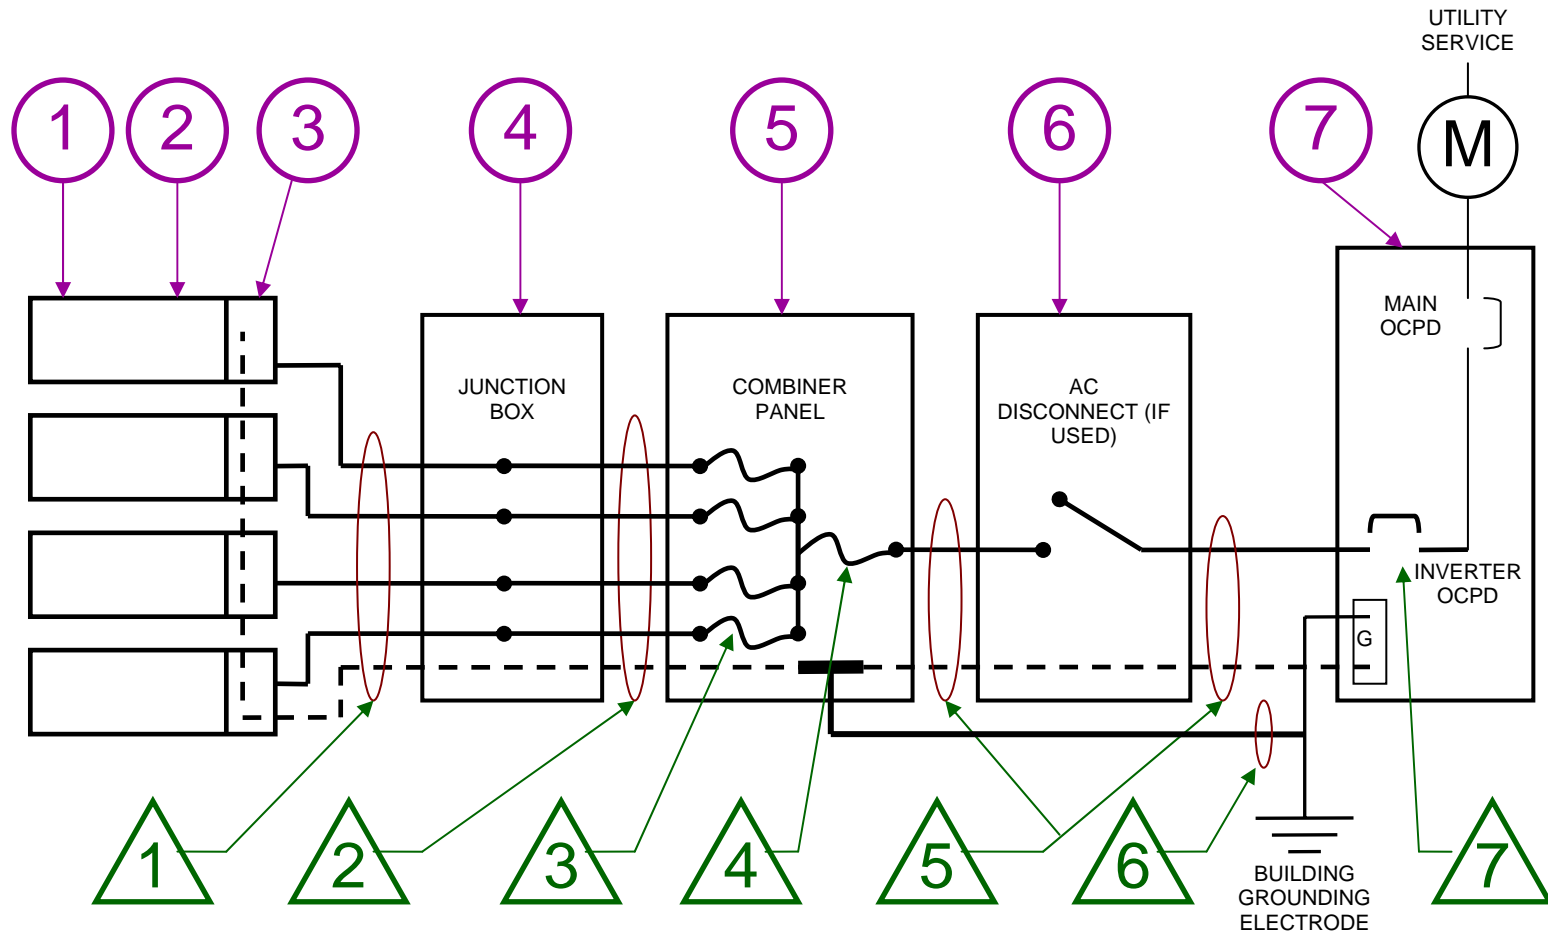 UTILITY
SERVICE
1
2
3
4
5
6
7
M
MAIN
OCPD
JUNCTION
BOX
COMBINER
PANEL
AC
DISCONNECT (IF
USED)
INVERTER
OCPD
G
1
2
3
4
5
6
7
BUILDING
GROUNDING
ELECTRODE